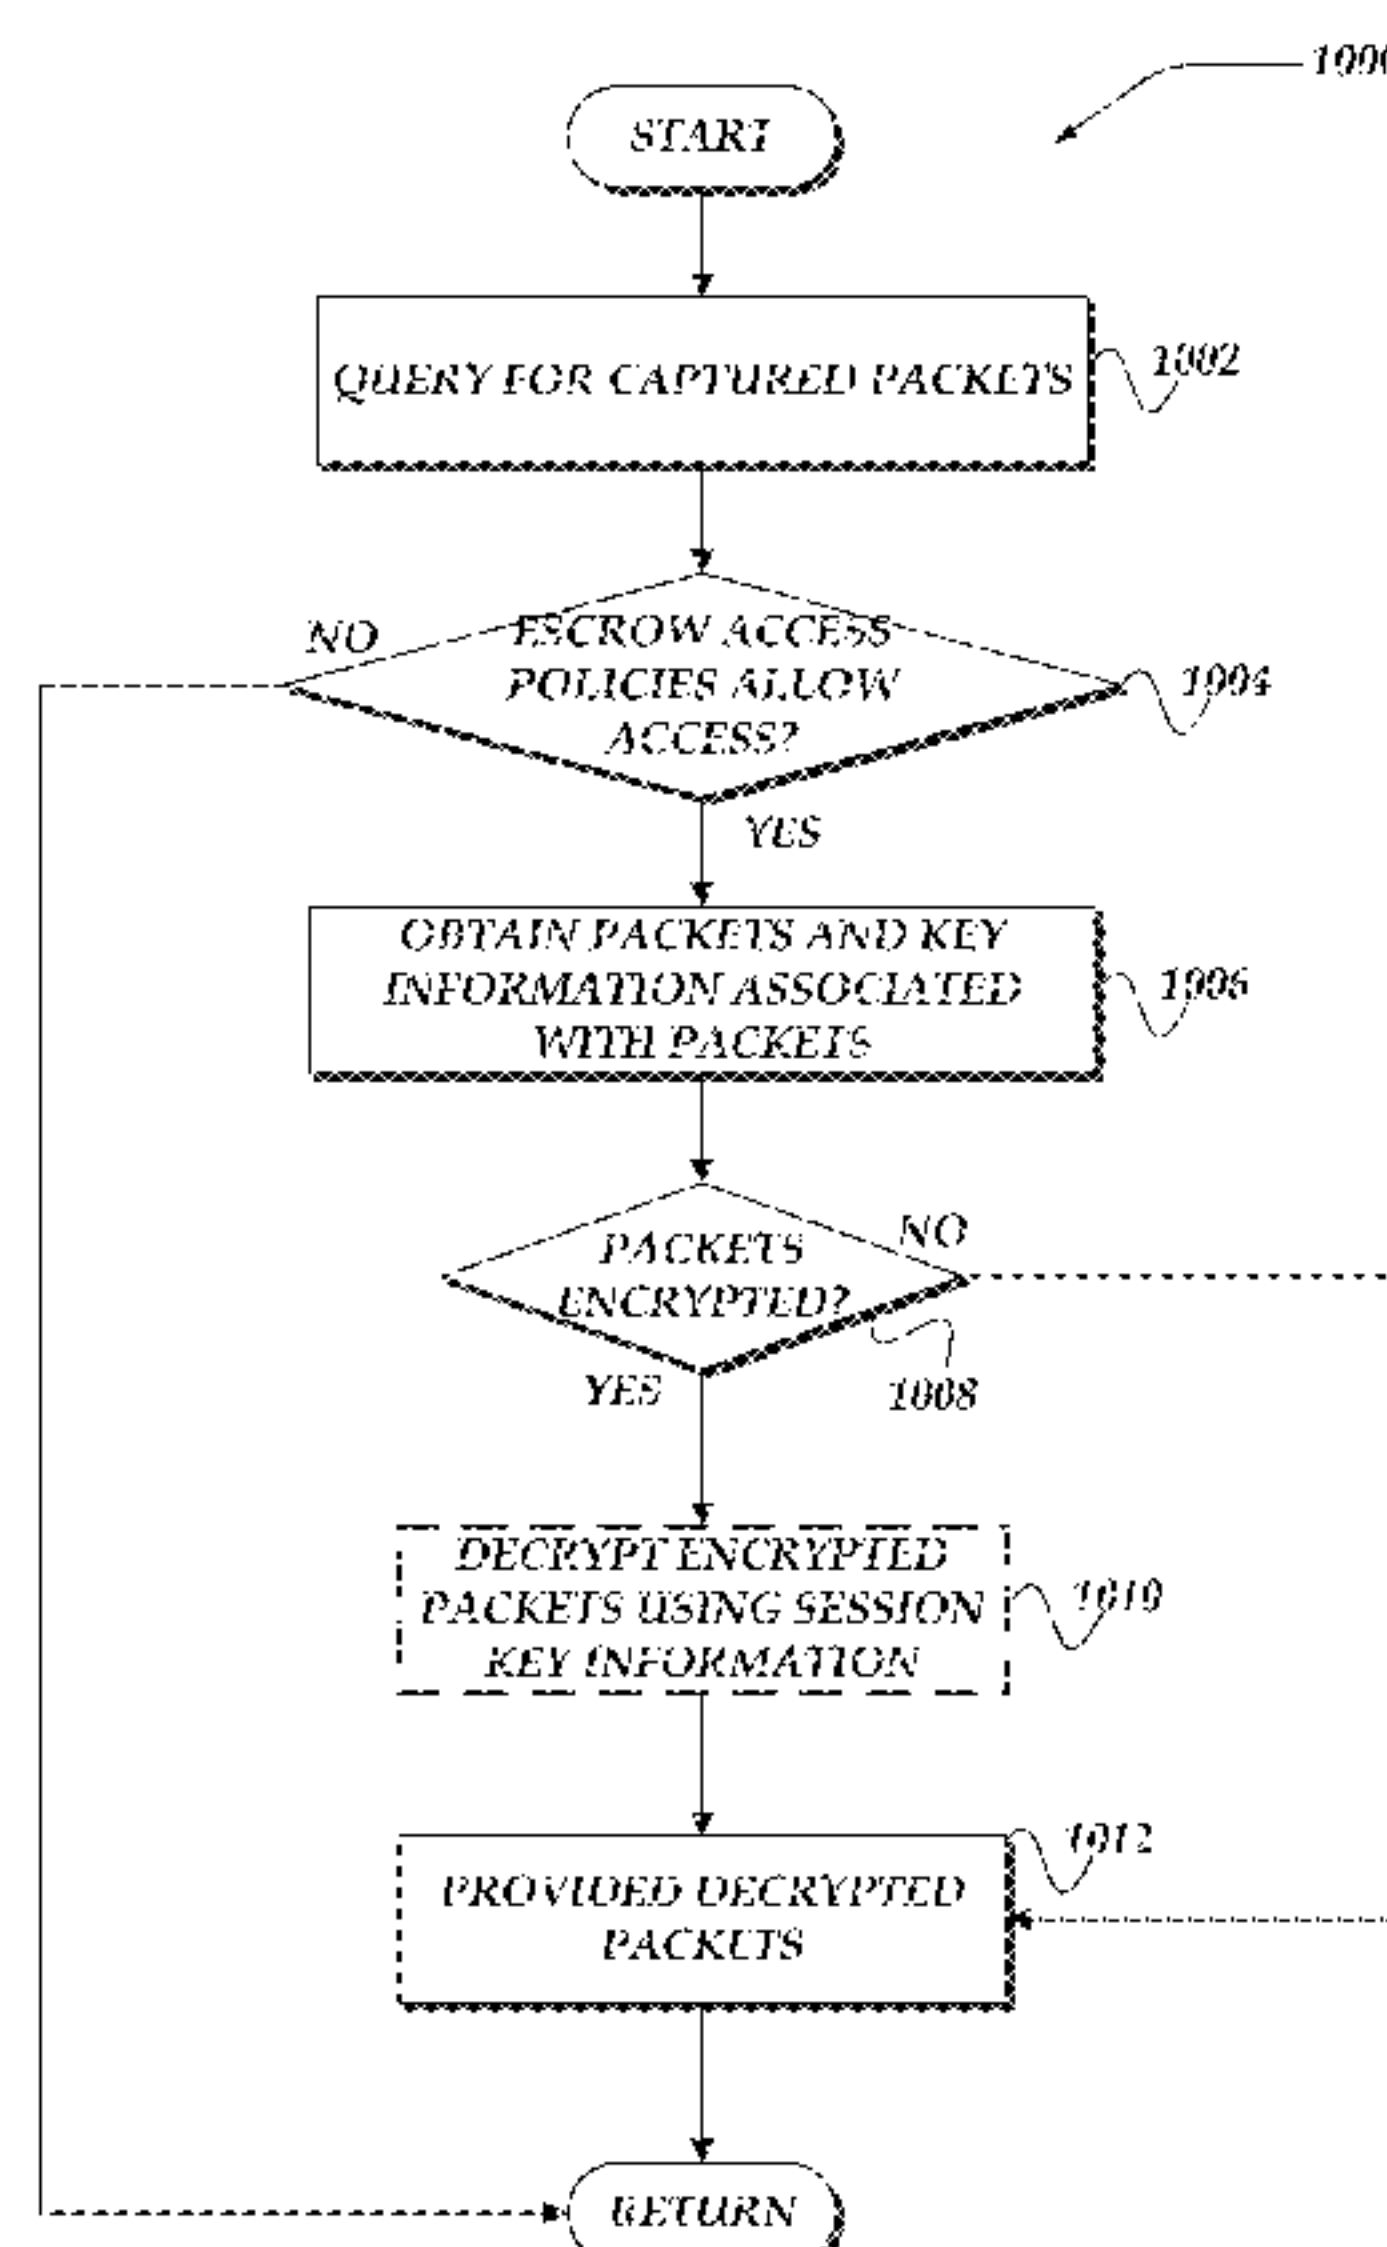 1000
START
QUERY FOR CAPTURED PACKETS
1002
NO
ESCROW ACCESS
POLICIES ALLOW
ACCESS?
1004
YES
OBTAIN PACKETS AND KEY
INFORMATION ASSOCIATED
WITH PACKETS
1006
PACKETS
ENCRYPTED?
NO
YES
1008
DECRYPT ENCRYPTED
PACKETS USING SESSION
KEY INFORMATION
1010
1012
PROVIDED DECRYPTED
PACKETS
RETURN